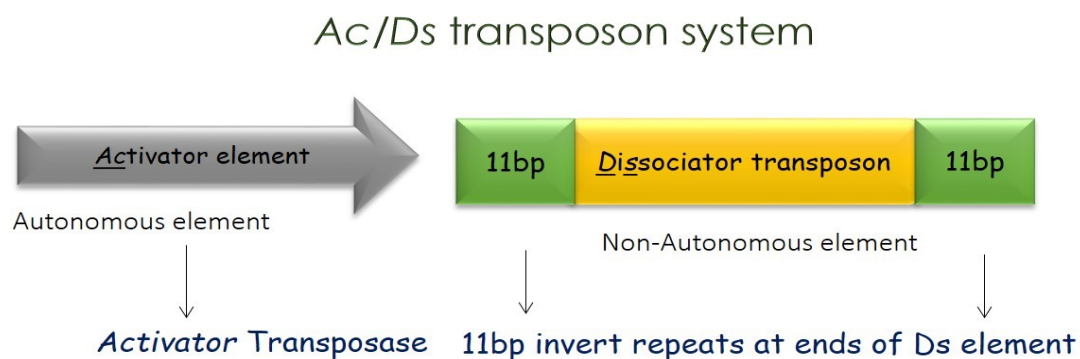 Ac/Ds transposon system
Activator element
11bp
Dissociator transposon
11bp
Autonomous element
Non-Autonomous element
Activator Transposase
11bp invert repeats at ends of Ds element